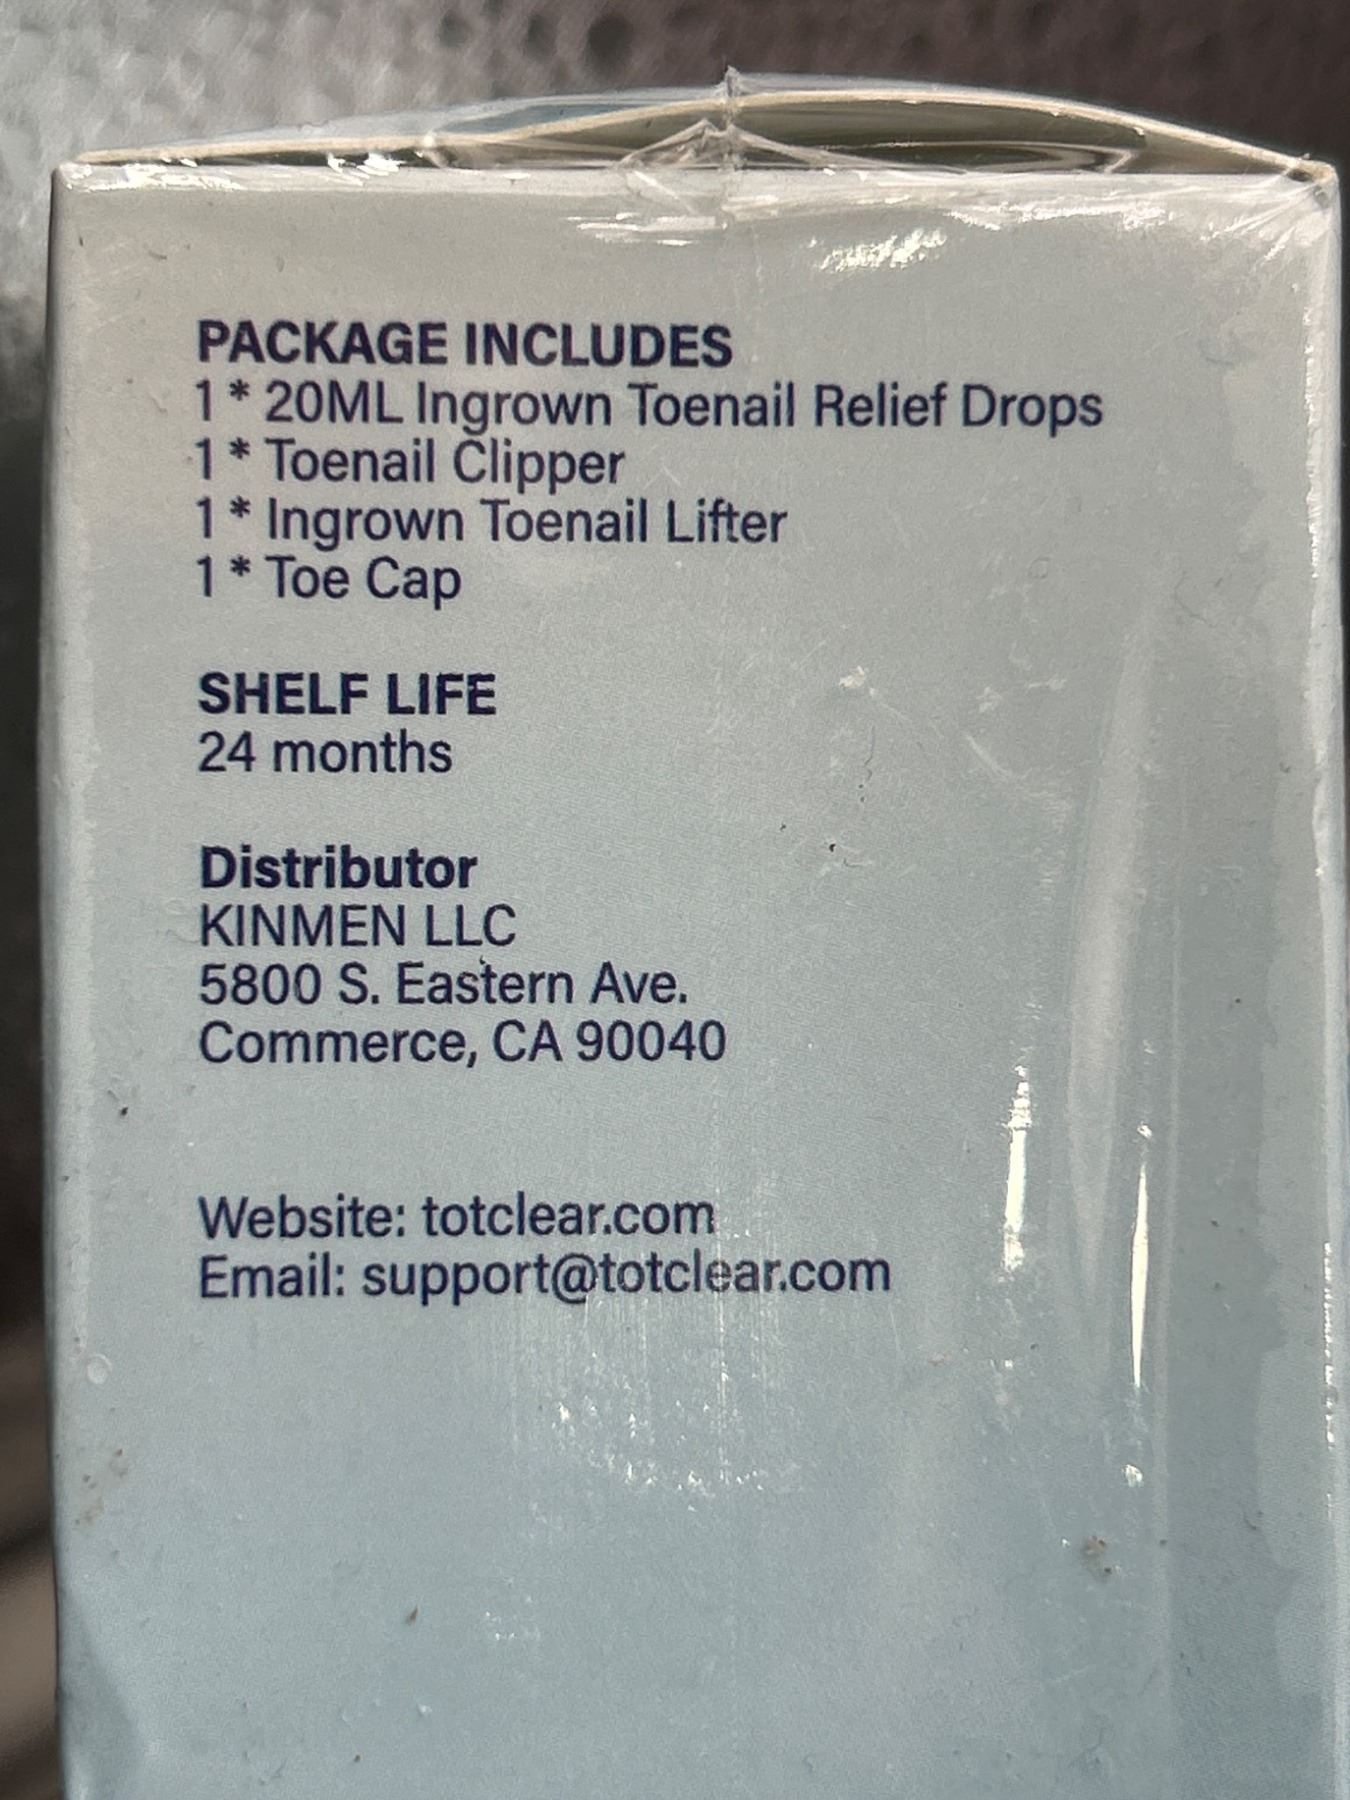 PACKAGE INCLUDES
1 * 20ML Ingrown Toenail Relief Drops
1 * Toenail Clipper
1 * Ingrown Toenail Lifter
1 * Toe Cap
SHELF LIFE
24 months
Distributor
KINMEN LLC
5800 S. Eastern Ave.
Commerce, CA 90040
Website: totclear.com
Email: support@totclear.com